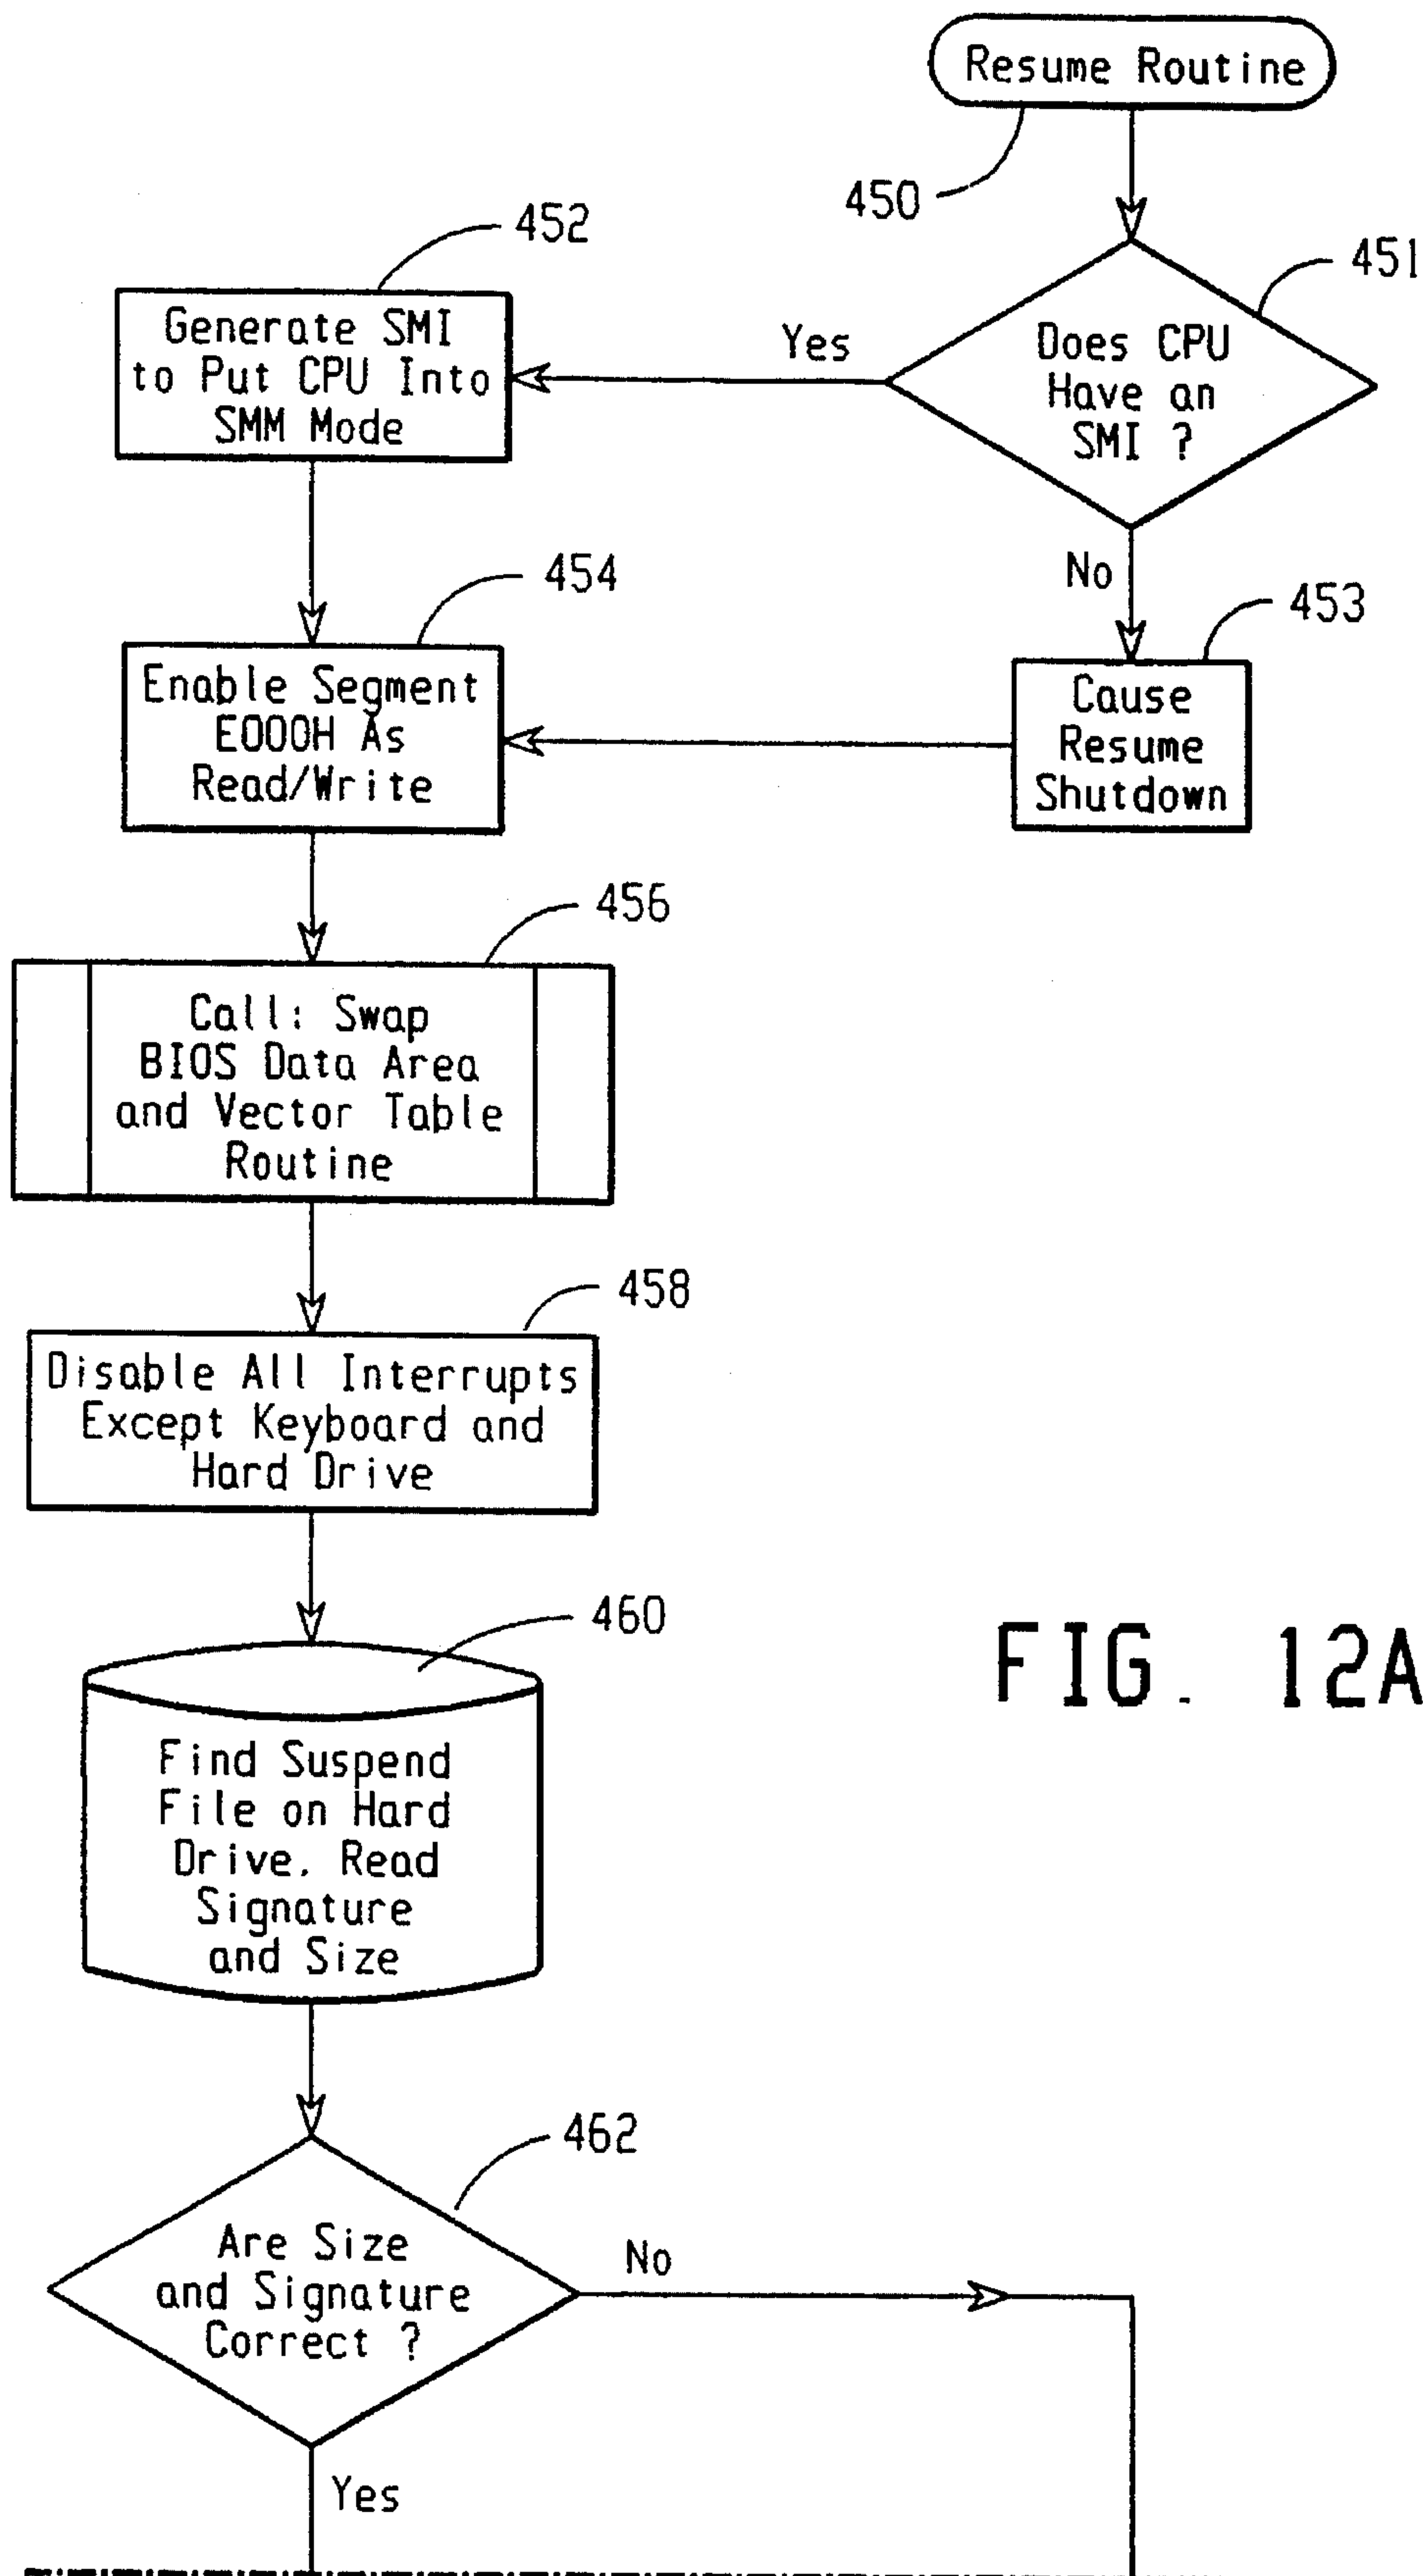 Resume Routine
450
451
Does CPU
Have an
SMI ?
Yes
No
452
Generate SMI
to Put CPU Into
SMM Mode
453
Cause
Resume
Shutdown
454
Enable Segment
E000H As
Read/Write
456
Call: Swap
BIOS Data Area
and Vector Table
Routine
458
Disable All Interrupts
Except Keyboard and
Hard Drive
460
Find Suspend
File on Hard
Drive. Read
Signature
and Size
FIG. 12A
462
Are Size
and Signature
Correct ?
No
Yes